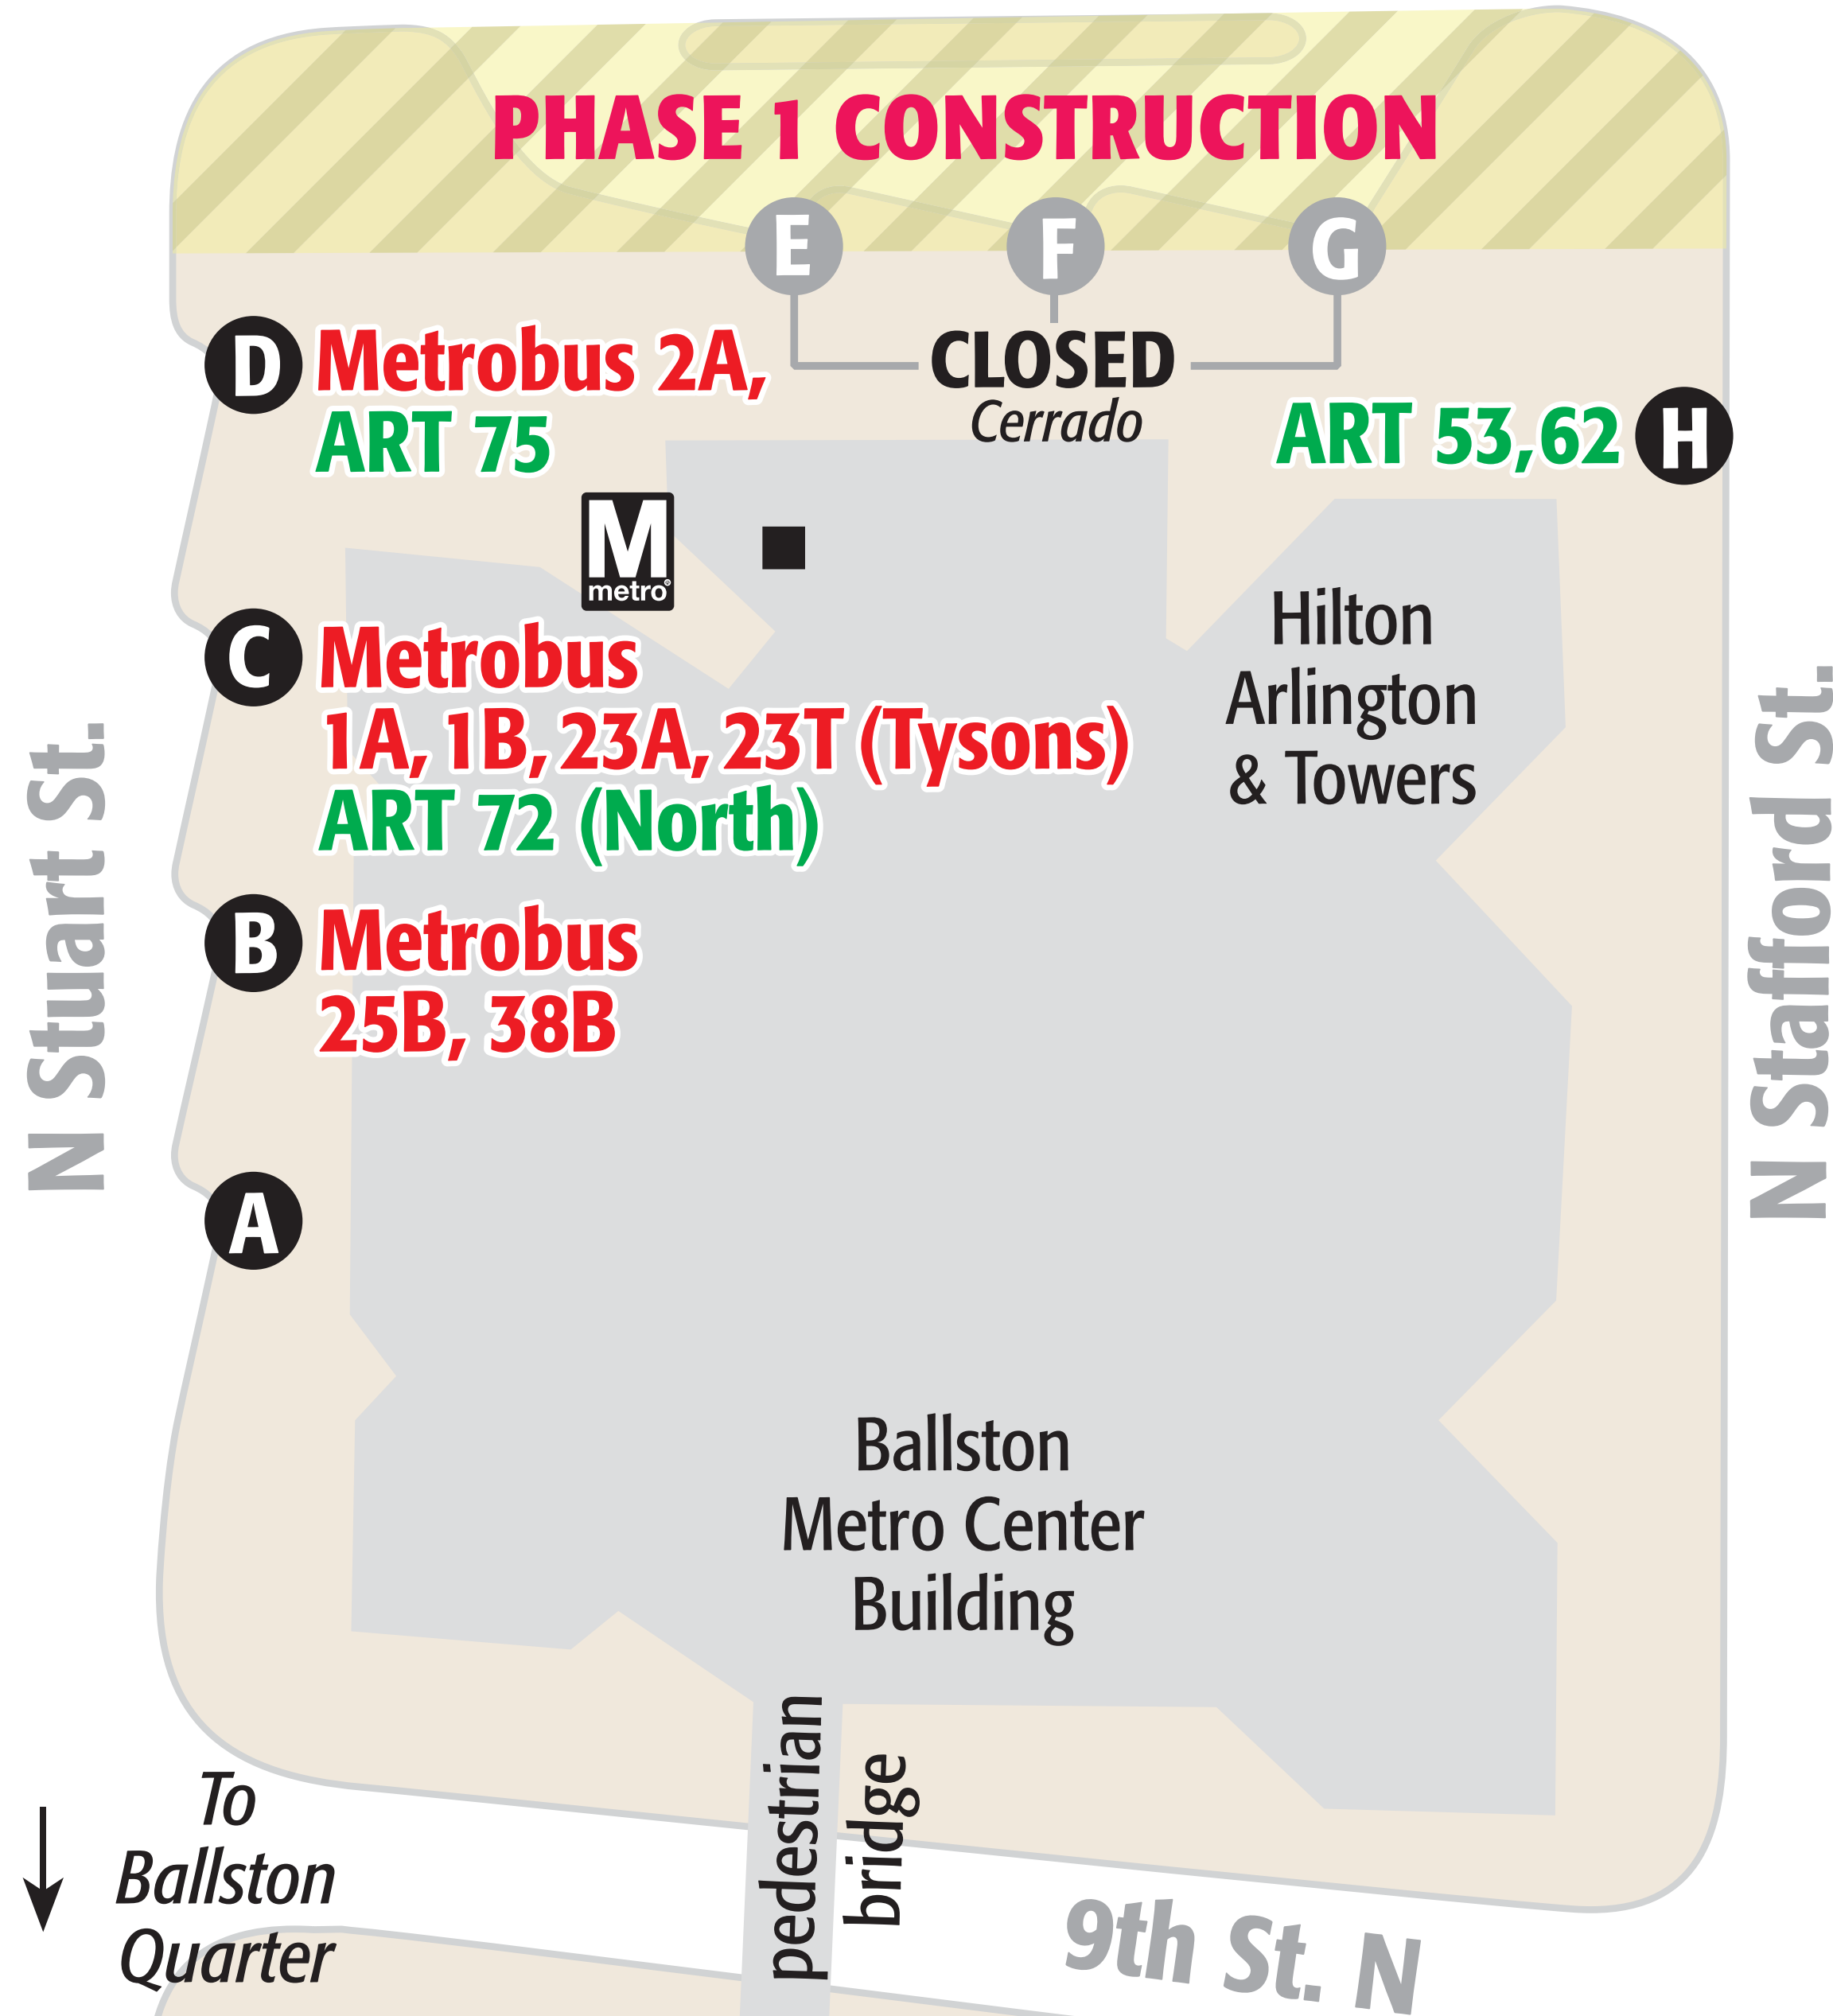 PHASE 1 CONSTRUCTION
E
F
G
D
Metrobus 2A,
ART 75
CLOSED
Cerrado
ART 53,62
H
M
metro
C
Metrobus
1A, 1B, 23A, 23T (Tysons)
ART 72 (North)
Hilton
Arlington
& Towers
B
Metrobus
25B, 38B
A
N Stuart St.
N Stafford St.
Ballston
Metro Center
Building
pedestrian
bridge
To
Ballston
Quarter
9th St. N